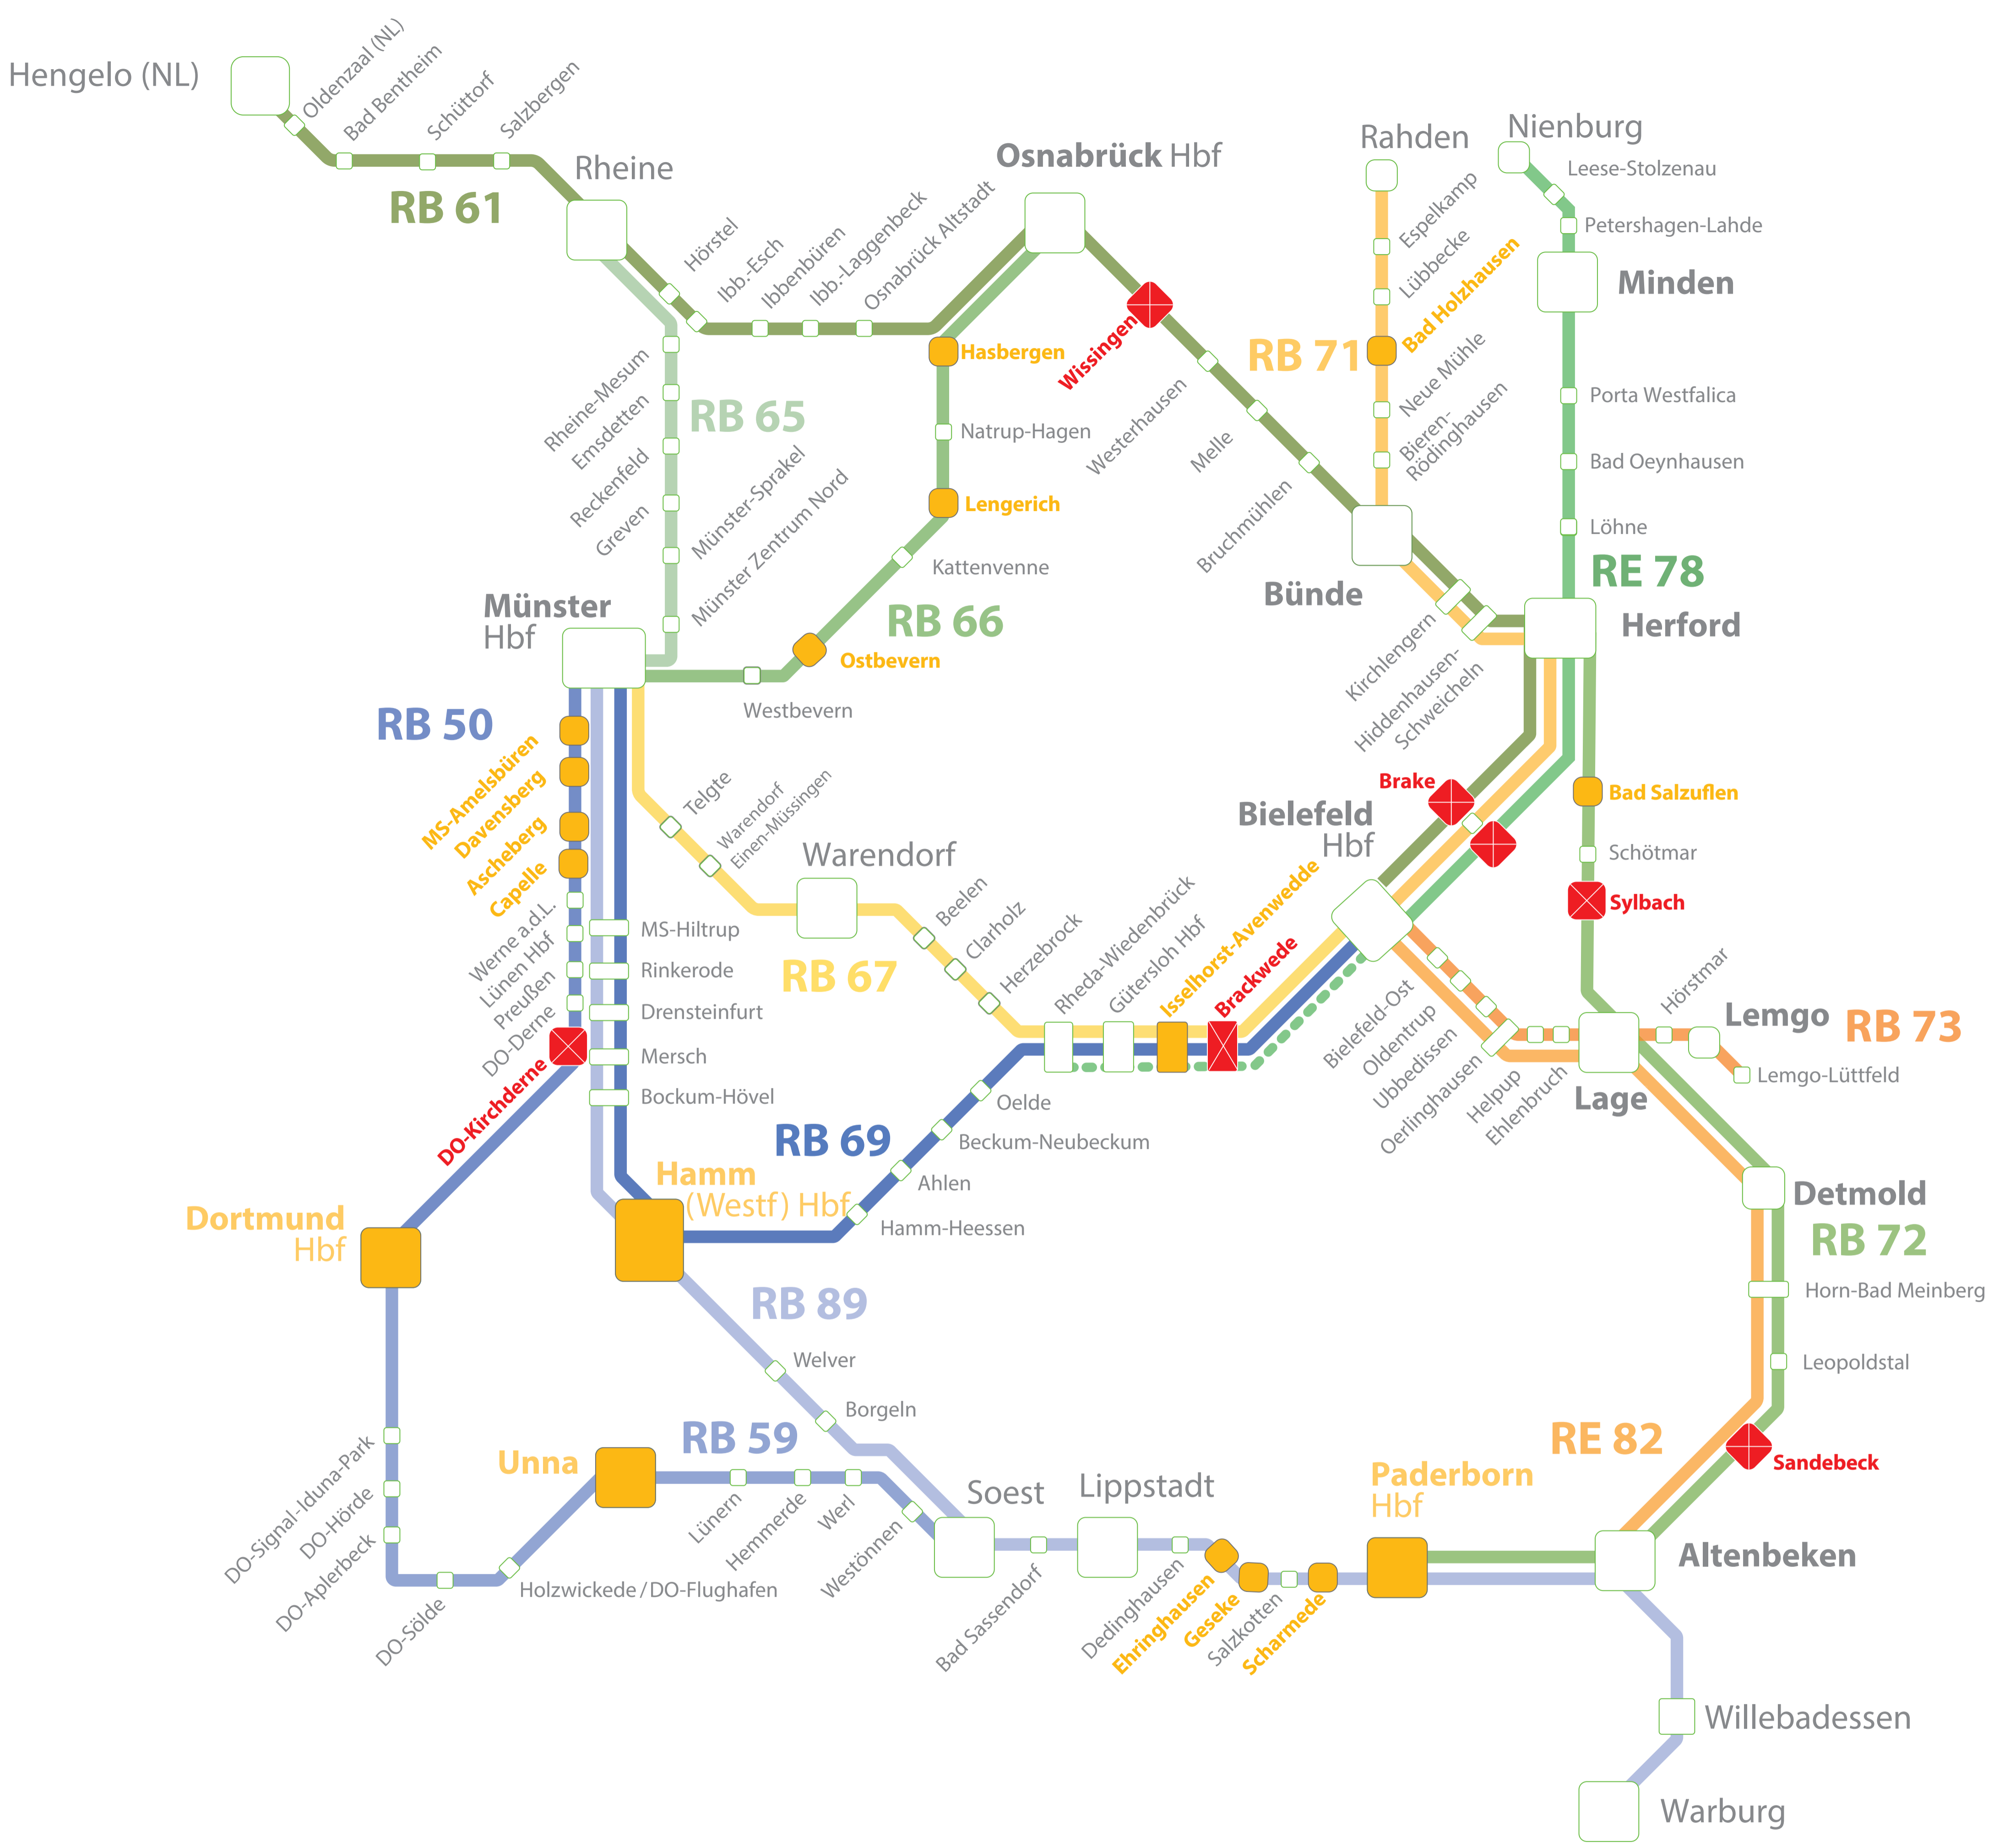 Hengelo (NL)
Oldenzaal (NL)
Bad Bentheim
Schüttorf
Salzbergen
RB 61
Rheine
Hörstel
Ibb.-Esch
Ibbenbüren
Ibb.-Laggenbeck
Osnabrück Altstadt
Osnabrück Hbf
Wissingen
Westerhausen
Melle
Bruchmühlen
Rahden
Espelkamp
Lübbecke
Bad Holzhausen
RB 71
Neue Mühle
Bieren-
Rödinghausen
Bünde
Nienburg
Leese-Stolzenau
Petershagen-Lahde
Minden
Porta Westfalica
Bad Oeynhausen
Löhne
RE 78
Herford
Kirchlengern
Hiddenhausen-
Schweicheln
Rheine-Mesum
Emsdetten
Reckenfeld
Greven
RB 65
Münster-Sprakel
Münster Zentrum Nord
Hasbergen
Natrup-Hagen
Lengerich
Kattenvenne
RB 66
Ostbevern
Westbevern
Münster
Hbf
RB 50
MS-Amelsbüren
Davensberg
Ascheberg
Capelle
Werne a.d.L.
Lünen Hbf
Preußen
DO-Derne
DO-Kirchderne
MS-Hiltrup
Rinkerode
Drensteinfurt
Mersch
Bockum-Hövel
Telgte
Warendorf
Einen-Müssingen
Warendorf
RB 67
Beelen
Clarholz
Herzebrock
Rheda-Wiedenbrück
Gütersloh Hbf
Isselhorst-Avenwedde
Brackwede
Bielefeld
Hbf
Brake
Bad Salzuflen
Schötmar
Sylbach
Bielefeld-Ost
Oldentrup
Ubbedissen
Oerlinghausen
Helpup
Ehlenbruch
Lage
Hörstmar
Lemgo
RB 73
Lemgo-Lüttfeld
Detmold
RB 72
Horn-Bad Meinberg
Leopoldstal
Sandebeck
RE 82
Oelde
Beckum-Neubeckum
Ahlen
Hamm-Heessen
RB 69
Hamm
(Westf) Hbf
Dortmund
Hbf
RB 89
Welver
Borgeln
RB 59
Unna
Lünern
Hemmerde
Werl
Westönnen
DO-Signal-Iduna-Park
DO-Hörde
DO-Aplerbeck
DO-Sölde
Holzwickede / DO-Flughafen
Soest
Bad Sassendorf
Lippstadt
Dedinghausen
Ehringhausen
Geseke
Salzkotten
Scharmede
Paderborn
Hbf
Altenbeken
Willebadessen
Warburg